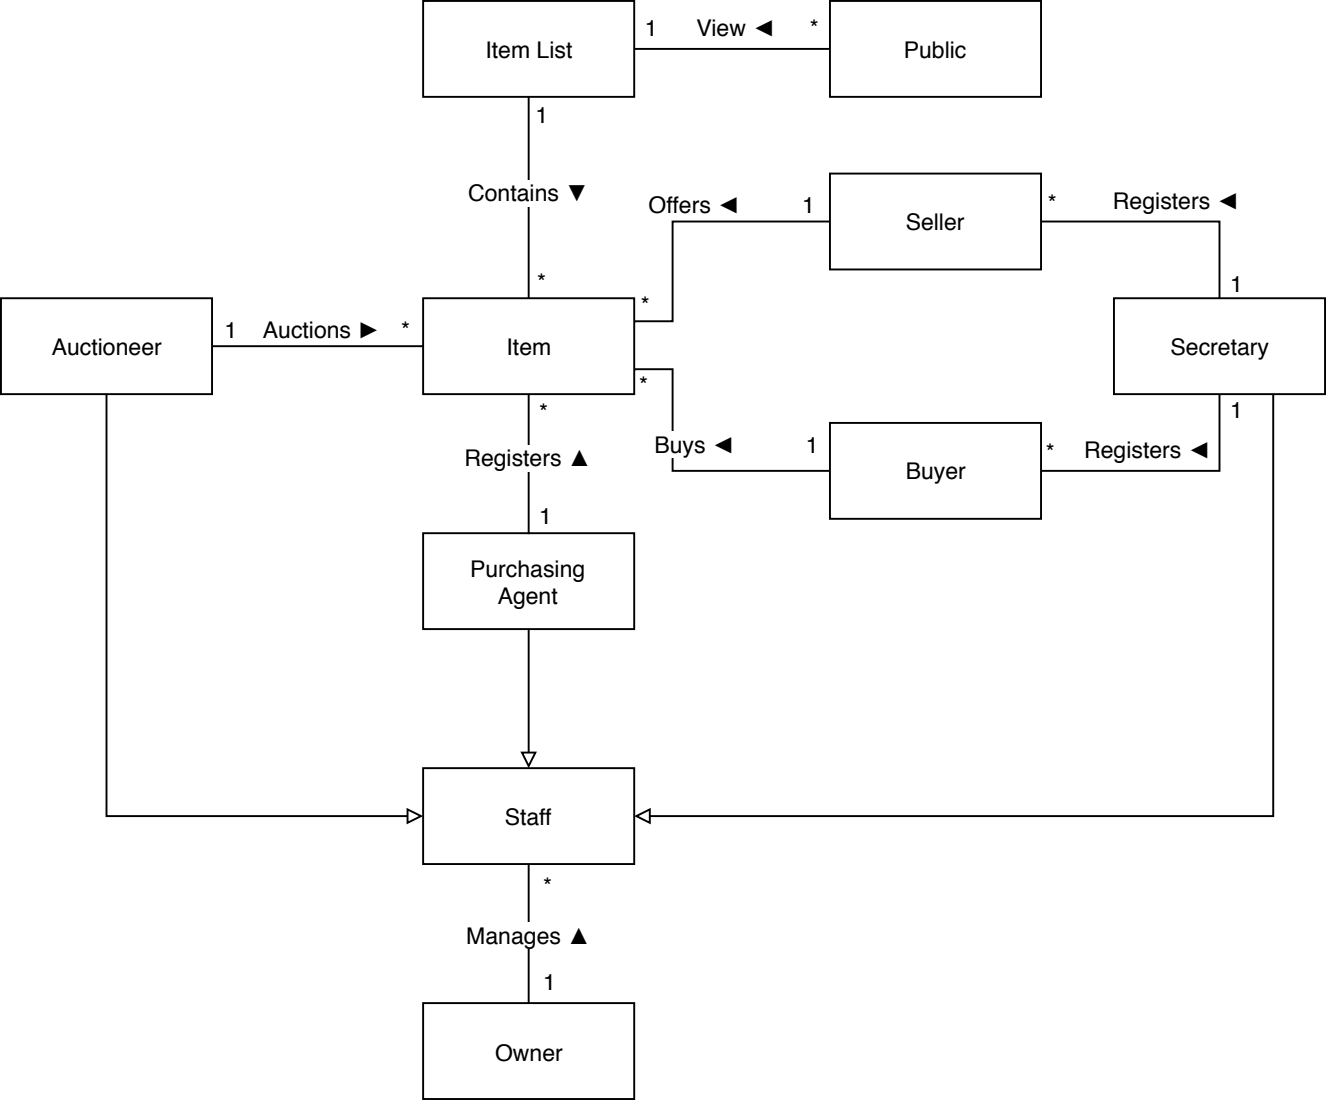 Item List
1 View ◄ *
Public
1
Contains ▼
*
Offers ◄ 1
*
Seller
* Registers ◄
1
Auctioneer
1 Auctions ► *
Item
Secretary
*
Registers ▲
1
*
Buys ◄ 1
Buyer
* Registers ◄
1
Purchasing
Agent
Staff
*
Manages ▲
1
Owner